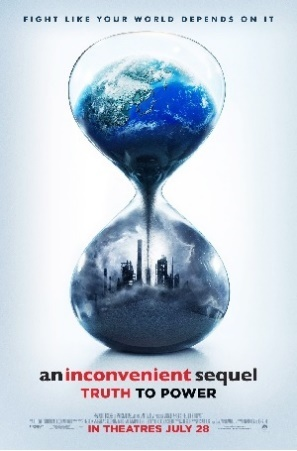 FIGHT LIKE YOUR WORLD DEPENDS ON IT
an inconvenient sequel
TRUTH TO POWER
IN THEATRES JULY 28